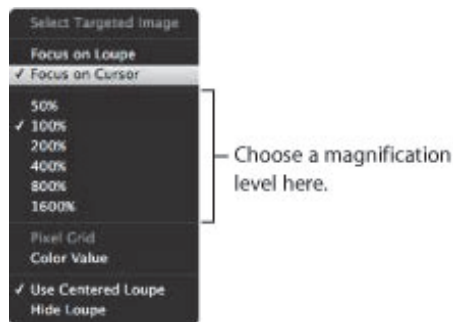 Select Targeted Image
Focus on Loupe
✓ Focus on Cursor
50%
✓ 100%
200%
400%
800%
1600%
Choose a magnification
level here.
Pixel Grid
Color Value
✓ Use Centered Loupe
Hide Loupe